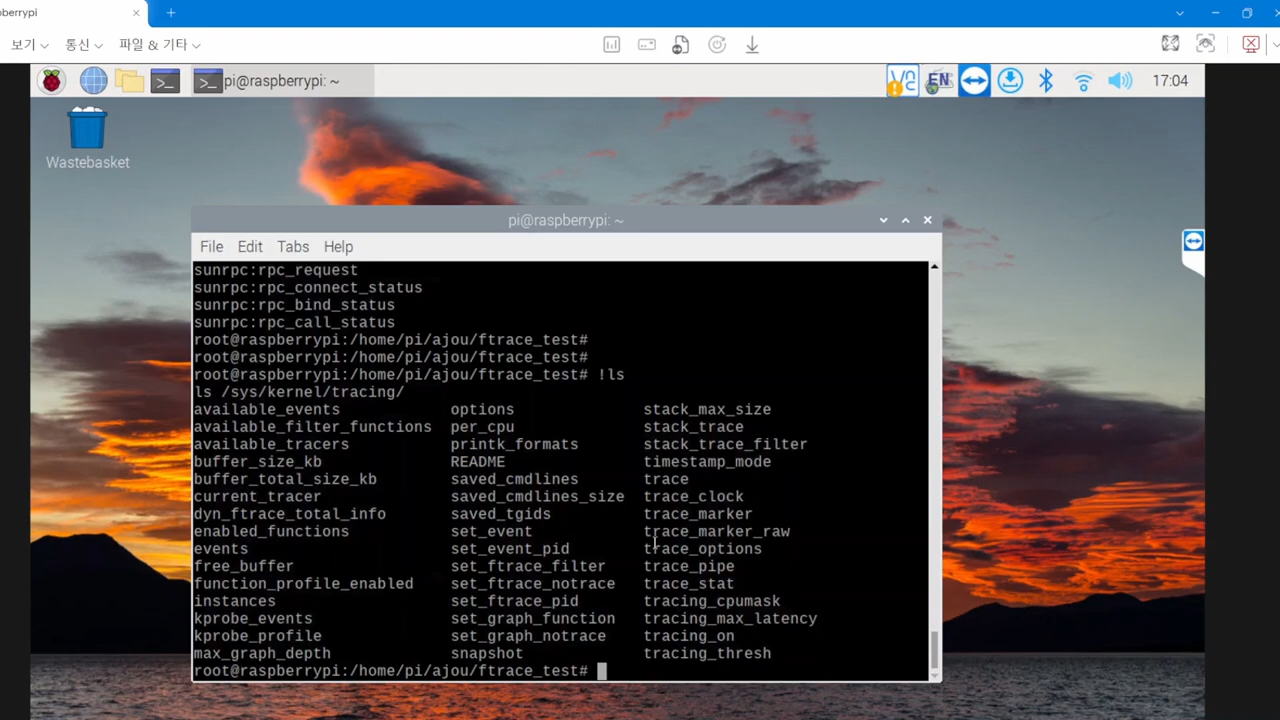 berrypi
보기 통신 파일 & 기타
pi@raspberrypi: ~
EN
17:04
Wastebasket
pi@raspberrypi: ~
File Edit Tabs Help
sunrpc:rpc_request
sunrpc:rpc_connect_status
sunrpc:rpc_bind_status
sunrpc:rpc_call_status
root@raspberrypi:/home/pi/ajou/ftrace_test#
root@raspberrypi:/home/pi/ajou/ftrace_test#
root@raspberrypi:/home/pi/ajou/ftrace_test# !ls
ls /sys/kernel/tracing/
available_events options stack_max_size
available_filter_functions per_cpu stack_trace
available_tracers printk_formats stack_trace_filter
buffer_size_kb README timestamp_mode
buffer_total_size_kb saved_cmdlines trace
current_tracer saved_cmdlines_size trace_clock
dyn_ftrace_total_info saved_tgids trace_marker
enabled_functions set_event trace_marker_raw
events set_event_pid trace_options
free_buffer set_ftrace_filter trace_pipe
function_profile_enabled set_ftrace_notrace trace_stat
instances set_ftrace_pid tracing_cpumask
kprobe_events set_graph_function tracing_max_latency
kprobe_profile set_graph_notrace tracing_on
max_graph_depth snapshot tracing_thresh
root@raspberrypi:/home/pi/ajou/ftrace_test#